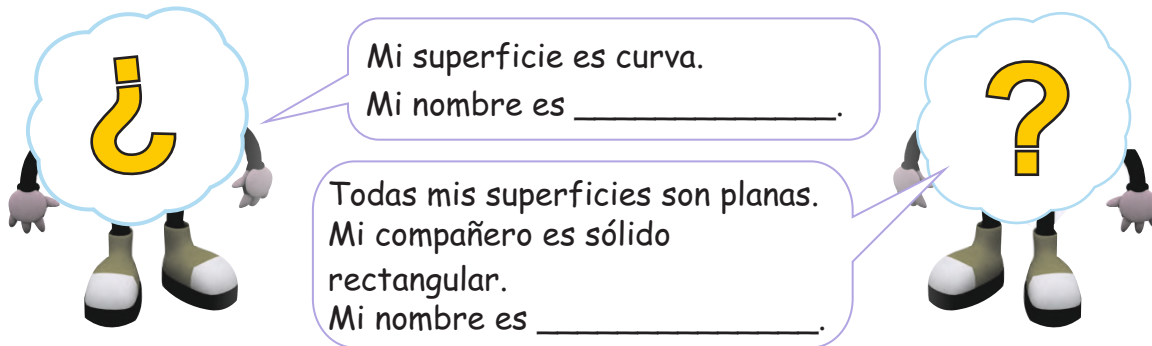 ¿
Mi superficie es curva.
Mi nombre es _____________.
?
Todas mis superficies son planas.
Mi compañero es sólido
rectangular.
Mi nombre es ______________.